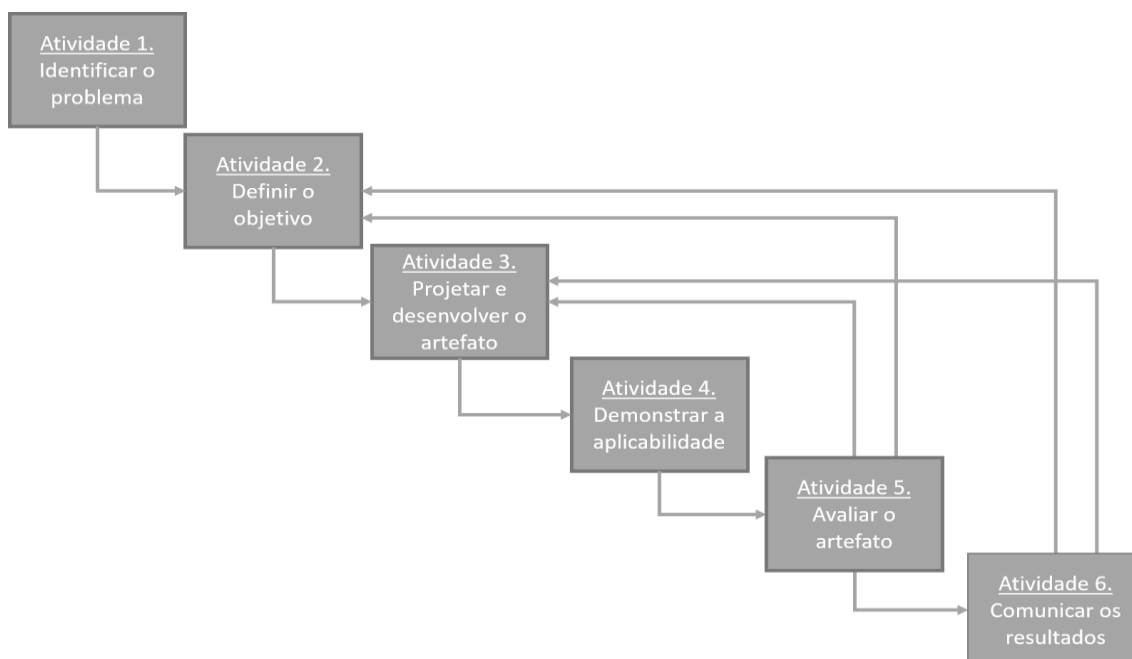 Atividade 1.
Identificar o
problema
Atividade 2.
Definir o
objetivo
Atividade 3.
Projetar e
desenvolver o
artefato
Atividade 4.
Demonstrar a
aplicabilidade
Atividade 5.
Avaliar o
artefato
Atividade 6.
Comunicar os
resultados